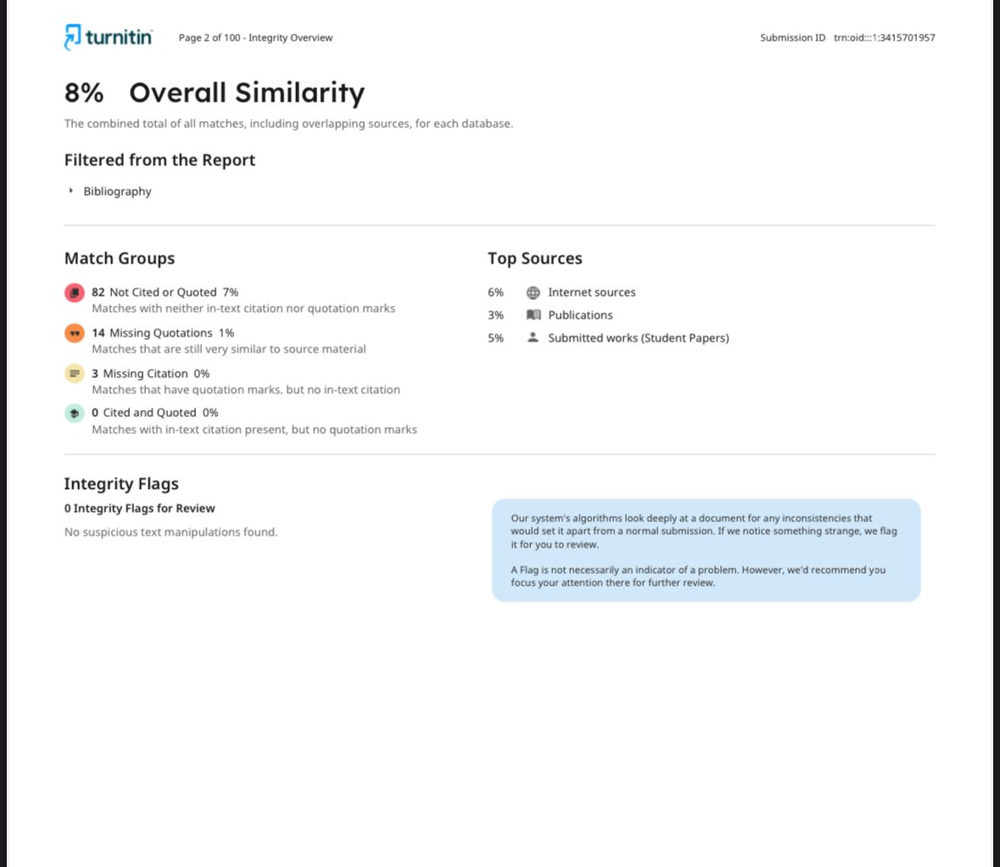 turnitin
Page 2 of 100 - Integrity Overview
Submission ID trn:oid:::1:3415701957
8% Overall Similarity
The combined total of all matches, including overlapping sources, for each database.
Filtered from the Report
Bibliography
Match Groups
82 Not Cited or Quoted 7%
Matches with neither in-text citation nor quotation marks
14 Missing Quotations 1%
Matches that are still very similar to source material
3 Missing Citation 0%
Matches that have quotation marks, but no in-text citation
0 Cited and Quoted 0%
Matches with in-text citation present, but no quotation marks
Top Sources
6% Internet sources
3% Publications
5% Submitted works (Student Papers)
Integrity Flags
0 Integrity Flags for Review
No suspicious text manipulations found.
Our system's algorithms look deeply at a document for any inconsistencies that
would set it apart from a normal submission. If we notice something strange, we flag
it for you to review.
A Flag is not necessarily an indicator of a problem. However, we'd recommend you
focus your attention there for further review.